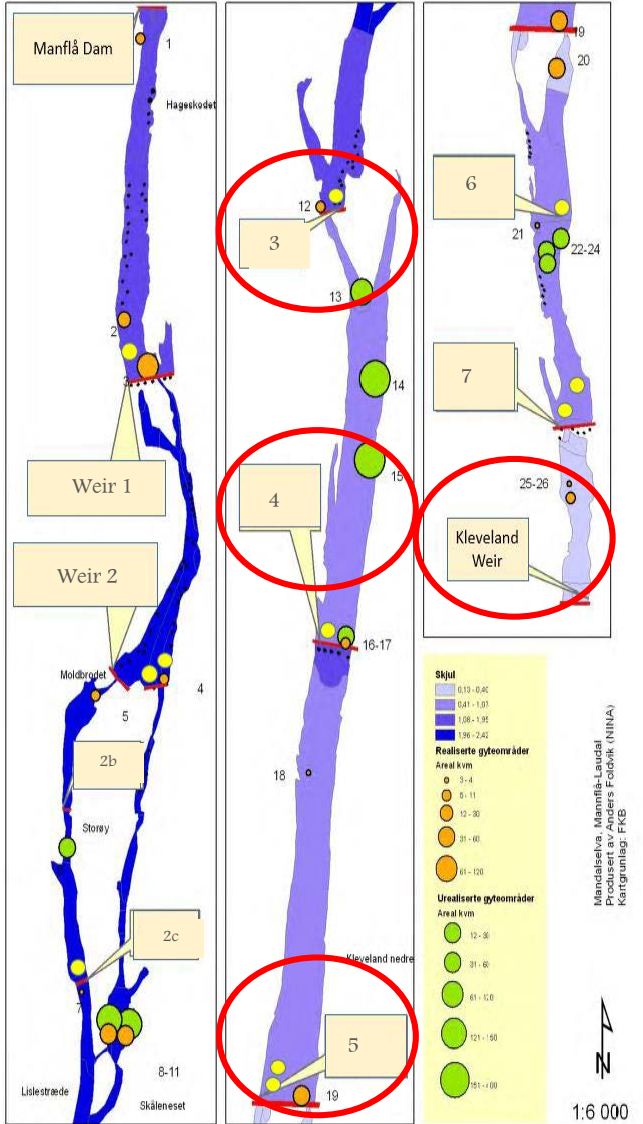 Manflå Dam
1
Hageskodet
2
3
Weir 1
Weir 2
Moldbrodet
4
5
2b
Storøy
2c
7
8-11
Lislestræde
Skåleneset
12
3
13
14
15
4
16-17
18
Kleveland nedre
5
19
19
20
6
21
22-24
7
25-26
Kleveland
Weir
Skjul
0,13 - 0,40
0,41 - 1,07
1,08 - 1,95
1,96 - 2,42
Realiserte gyteområder
Areal kvm
3 - 4
5 - 11
12 - 30
31 - 60
61 - 120
Urealiserte gyteområder
Areal kvm
12 - 30
31 - 60
61 - 120
121 - 150
151 - 400
Mandalselva, Mannflå-Laudal
Produsert av Anders Foldvik (NINA)
Kartgrunlag: FKB
N
1:6 000